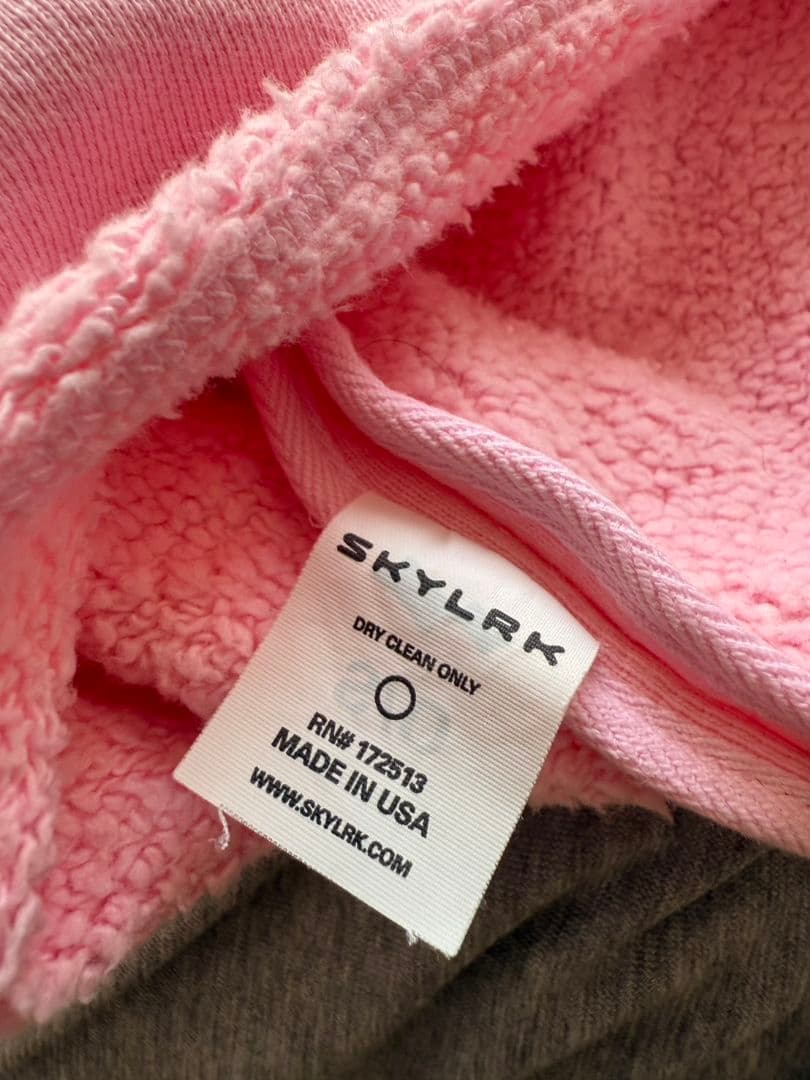 SKYLRK
DRY CLEAN ONLY
RN# 172513
MADE IN USA
WWW.SKYLRK.COM